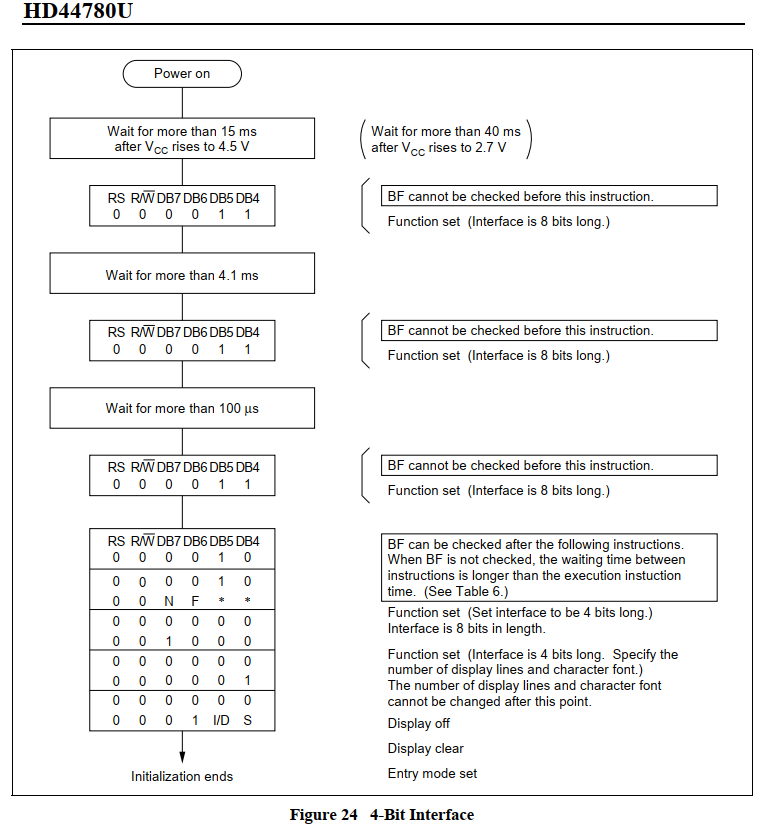 HD44780U
Power on
Wait for more than 15 ms
after VCC rises to 4.5 V
Wait for more than 40 ms
after VCC rises to 2.7 V
RS R/W DB7 DB6 DB5 DB4
0 0 0 0 1 1
BF cannot be checked before this instruction.
Function set (Interface is 8 bits long.)
Wait for more than 4.1 ms
RS R/W DB7 DB6 DB5 DB4
0 0 0 0 1 1
BF cannot be checked before this instruction.
Function set (Interface is 8 bits long.)
Wait for more than 100 μs
RS R/W DB7 DB6 DB5 DB4
0 0 0 0 1 1
BF cannot be checked before this instruction.
Function set (Interface is 8 bits long.)
RS R/W DB7 DB6 DB5 DB4
0 0 0 0 1 0
0 0 0 0 1 0
0 0 N F * *
0 0 0 0 0 0
0 0 1 0 0 0
0 0 0 0 0 0
0 0 0 0 0 1
0 0 0 0 0 0
0 0 0 1 I/D S
Initialization ends
BF can be checked after the following instructions.
When BF is not checked, the waiting time between
instructions is longer than the execution instuction
time. (See Table 6.)
Function set (Set interface to be 4 bits long.)
Interface is 8 bits in length.
Function set (Interface is 4 bits long. Specify the
number of display lines and character font.)
The number of display lines and character font
cannot be changed after this point.
Display off
Display clear
Entry mode set
Figure 24 4-Bit Interface